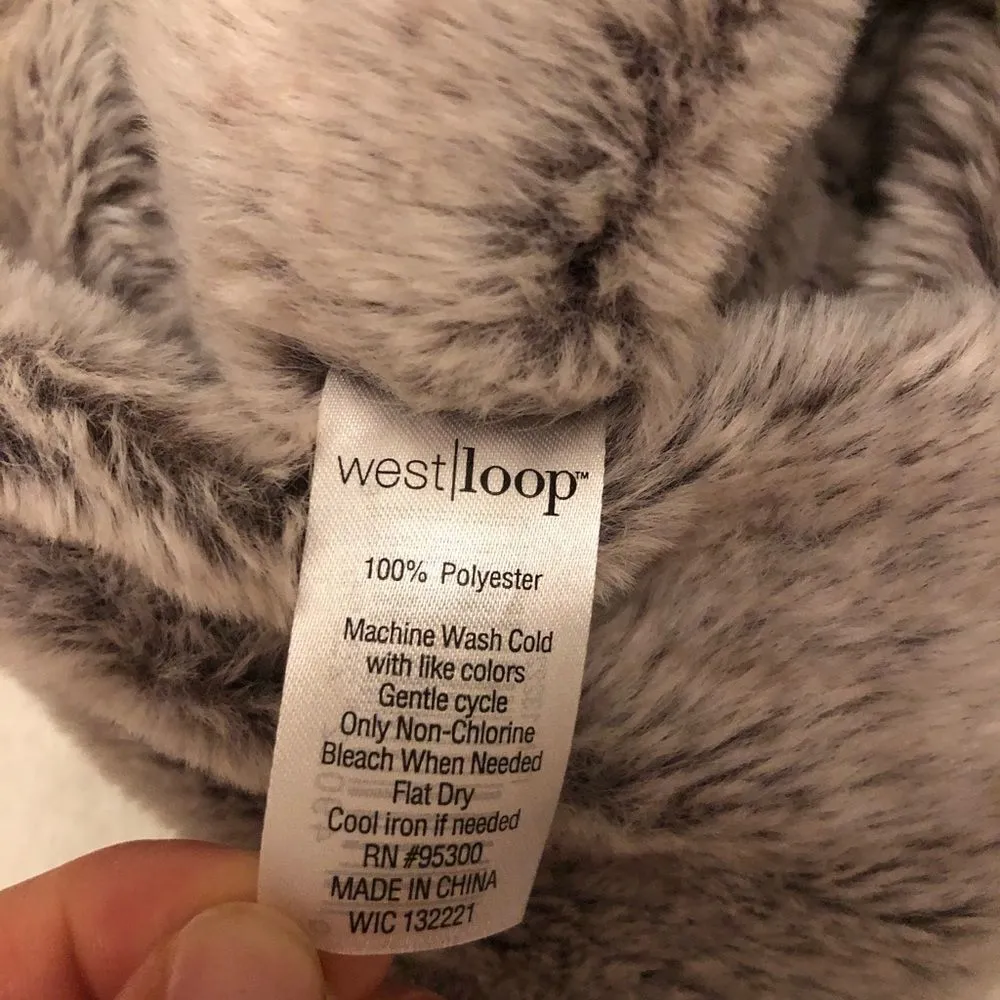 west|loop™
100% Polyester
Machine Wash Cold
with like colors
Gentle cycle
Only Non-Chlorine
Bleach When Needed
Flat Dry
Cool iron if needed
RN #95300
MADE IN CHINA
WIC 132221